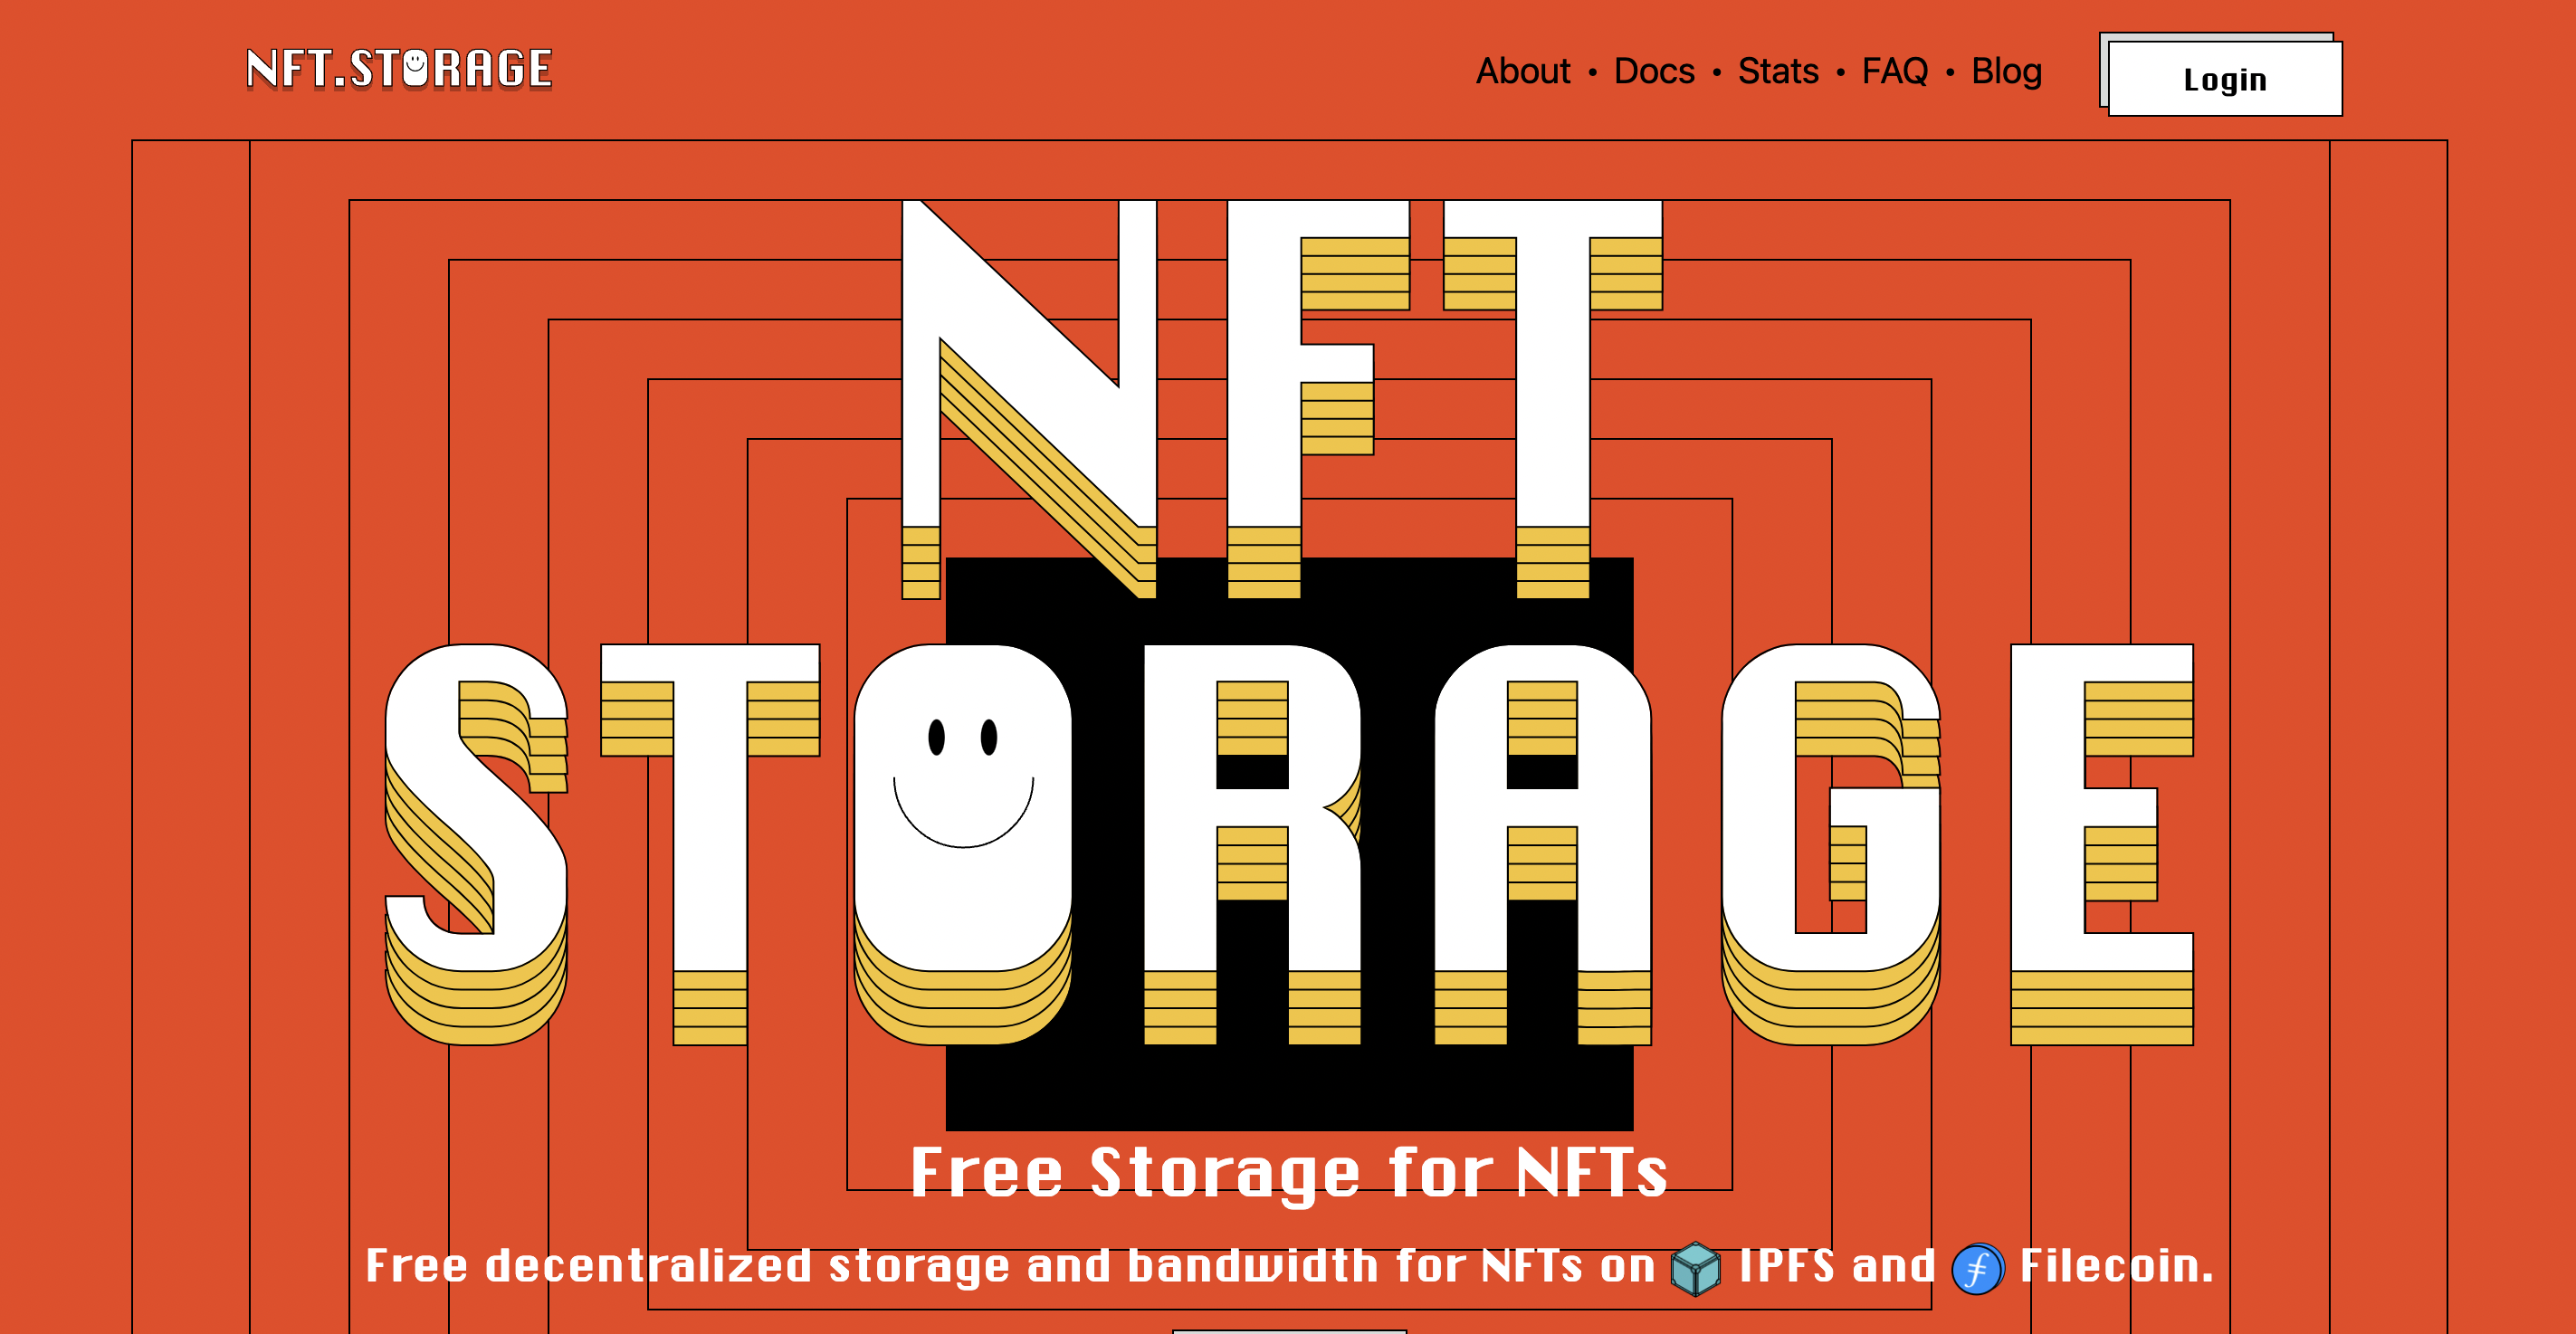 NFT.STORAGE
About • Docs • Stats • FAQ • Blog
Login
NFT
STORAGE
Free Storage for NFTs
Free decentralized storage and bandwidth for NFTs on IPFS and Filecoin.